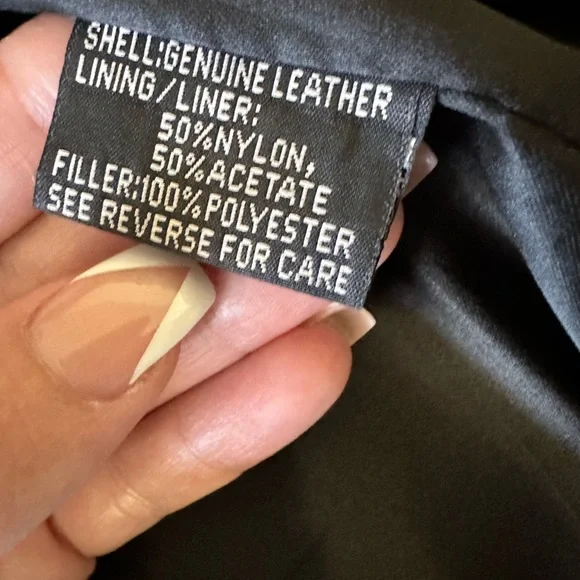 SHELL:GENUINE LEATHER
LINING/LINER:
50%NYLON,
50%ACETATE
FILLER:100%POLYESTER
SEE REVERSE FOR CARE